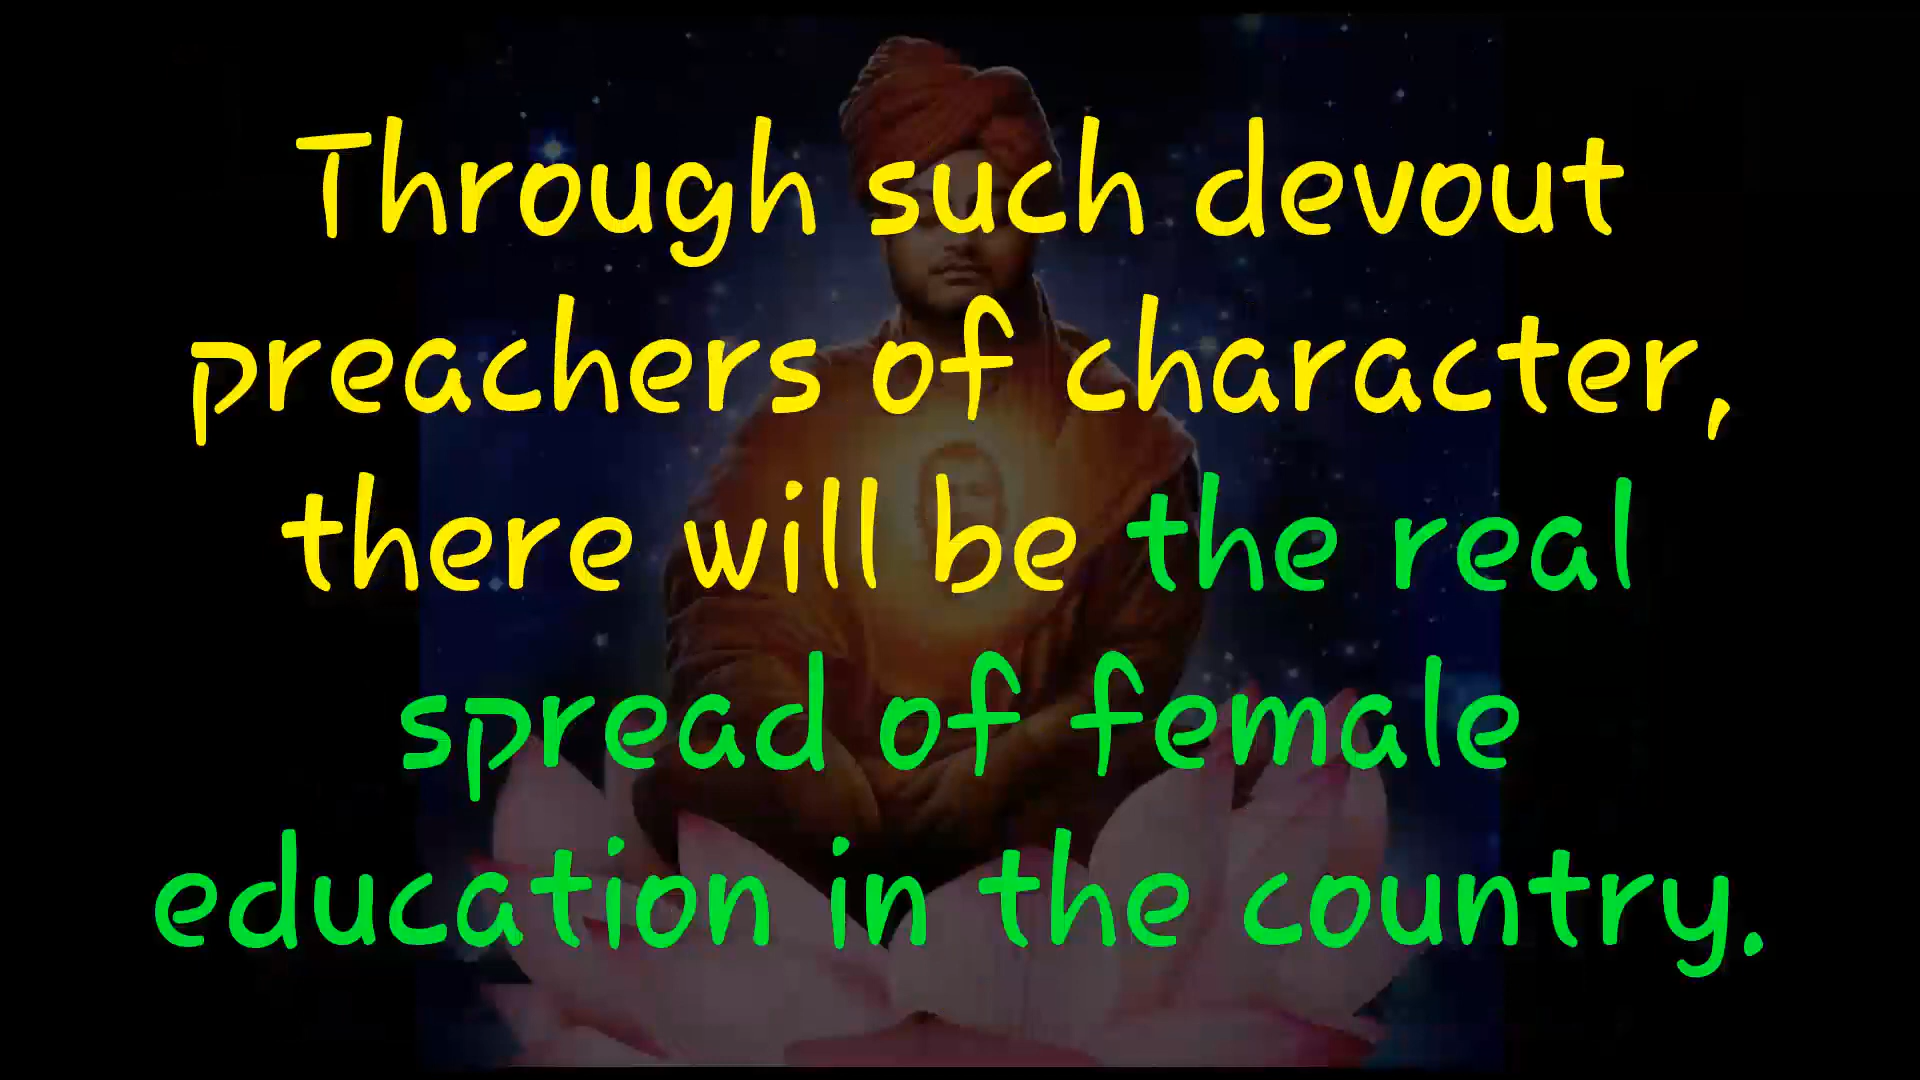 Through such devout
preachers of character,
there will be the real
spread of female
education in the country.